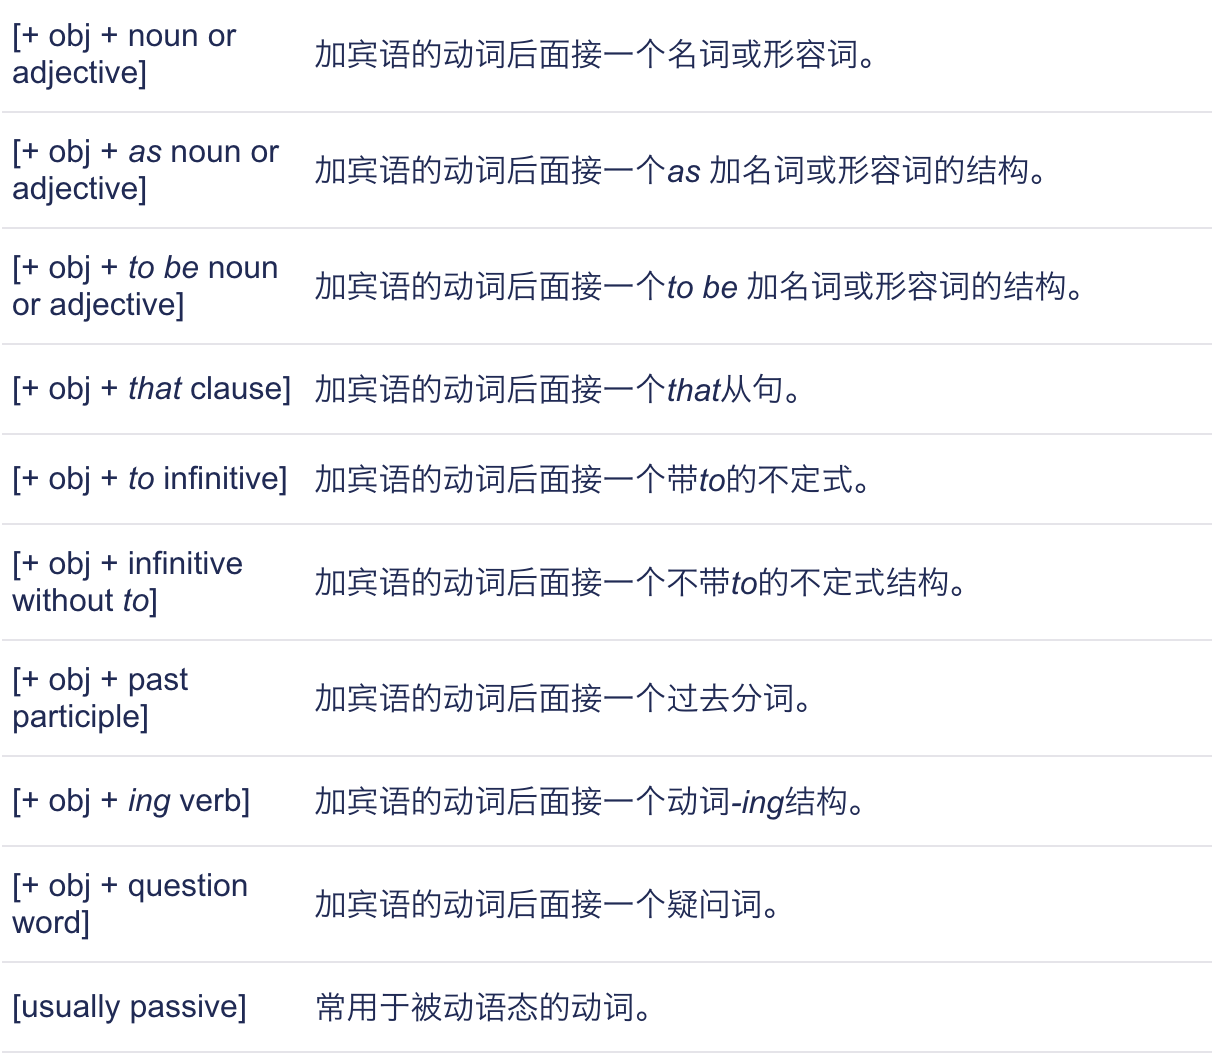 [+ obj + noun or
adjective]
加宾语的动词后面接一个名词或形容词。
[+ obj + as noun or
adjective]
加宾语的动词后面接一个as 加名词或形容词的结构。
[+ obj + to be noun
or adjective]
加宾语的动词后面接一个to be 加名词或形容词的结构。
[+ obj + that clause]
加宾语的动词后面接一个that从句。
[+ obj + to infinitive]
加宾语的动词后面接一个带to的不定式。
[+ obj + infinitive
without to]
加宾语的动词后面接一个不带to的不定式结构。
[+ obj + past
participle]
加宾语的动词后面接一个过去分词。
[+ obj + ing verb]
加宾语的动词后面接一个动词-ing结构。
[+ obj + question
word]
加宾语的动词后面接一个疑问词。
[usually passive]
常用于被动语态的动词。